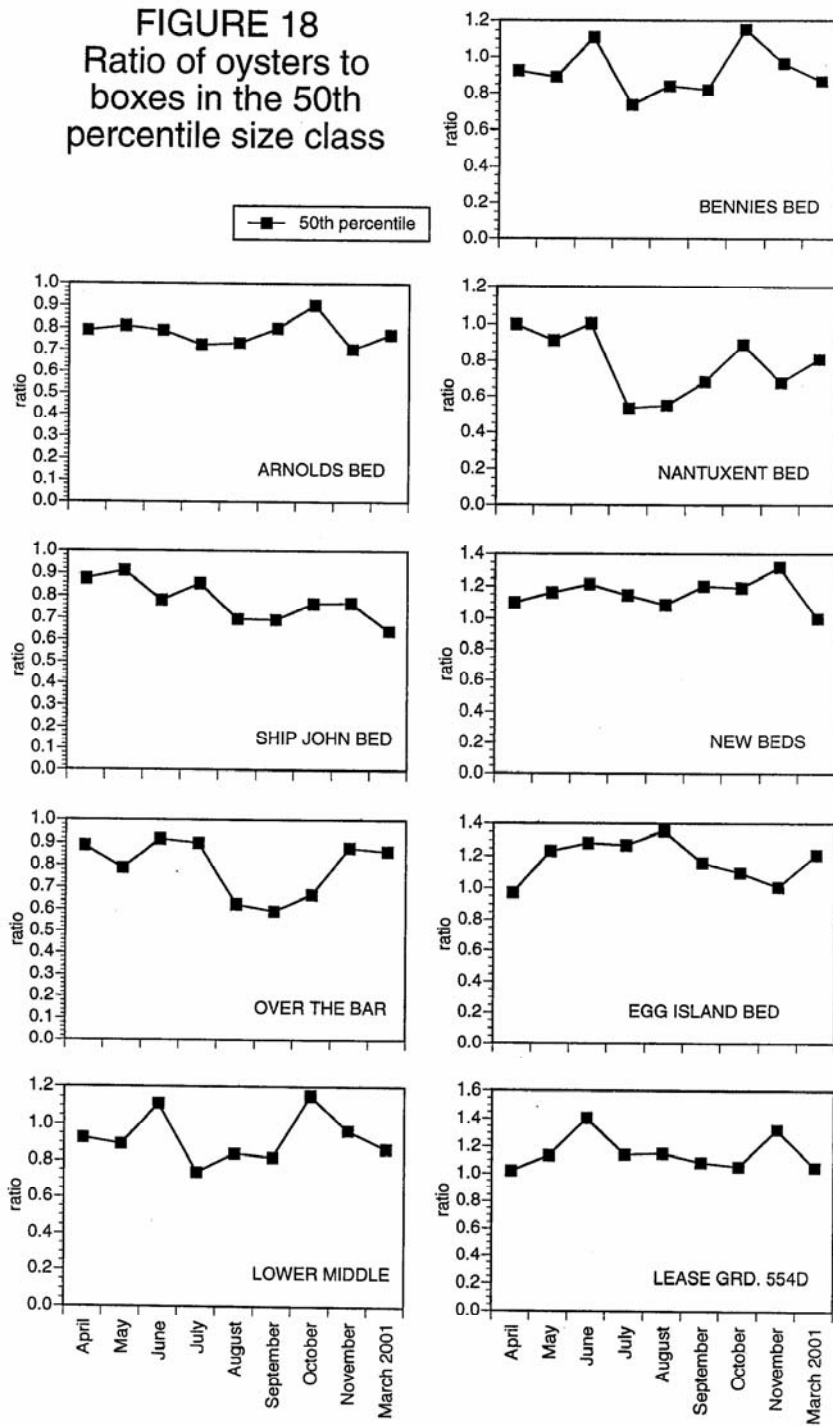 FIGURE 18
Ratio of oysters to
boxes in the 50th
percentile size class
50th percentile
1.2
1.0
0.8
0.6
0.4
0.2
0.0
ratio
BENNIES BED
1.0
0.9
0.8
0.7
0.6
0.5
0.4
0.3
0.2
0.1
0.0
ratio
ARNOLDS BED
1.2
1.0
0.8
0.6
0.4
0.2
0.0
ratio
NANTUXENT BED
1.0
0.9
0.8
0.7
0.6
0.5
0.4
0.3
0.2
0.1
0.0
ratio
SHIP JOHN BED
1.4
1.2
1.0
0.8
0.6
0.4
0.2
0.0
ratio
NEW BEDS
1.0
0.9
0.8
0.7
0.6
0.5
0.4
0.3
0.2
0.1
0.0
ratio
OVER THE BAR
1.4
1.2
1.0
0.8
0.6
0.4
0.2
0.0
ratio
EGG ISLAND BED
1.2
1.0
0.8
0.6
0.4
0.2
0.0
ratio
LOWER MIDDLE
April
May
June
July
August
September
October
November
March 2001
1.6
1.4
1.2
1.0
0.8
0.6
0.4
0.2
0.0
ratio
LEASE GRD. 554D
April
May
June
July
August
September
October
November
March 2001